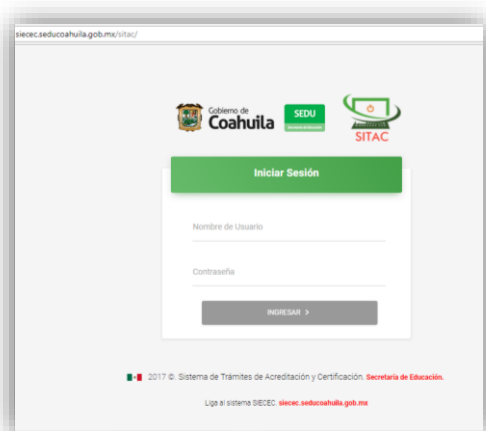 siecec.seducoahuila.gob.mx/sitac/
Gobierno de
Coahuila
SEDU
SITAC
Iniciar Sesión
Nombre de Usuario
Contraseña
INGRESAR >
2017 ©. Sistema de Trámites de Acreditación y Certificación. Secretaría de Educación.
Liga al sistema SIECEC. siecec.seducoahuila.gob.mx